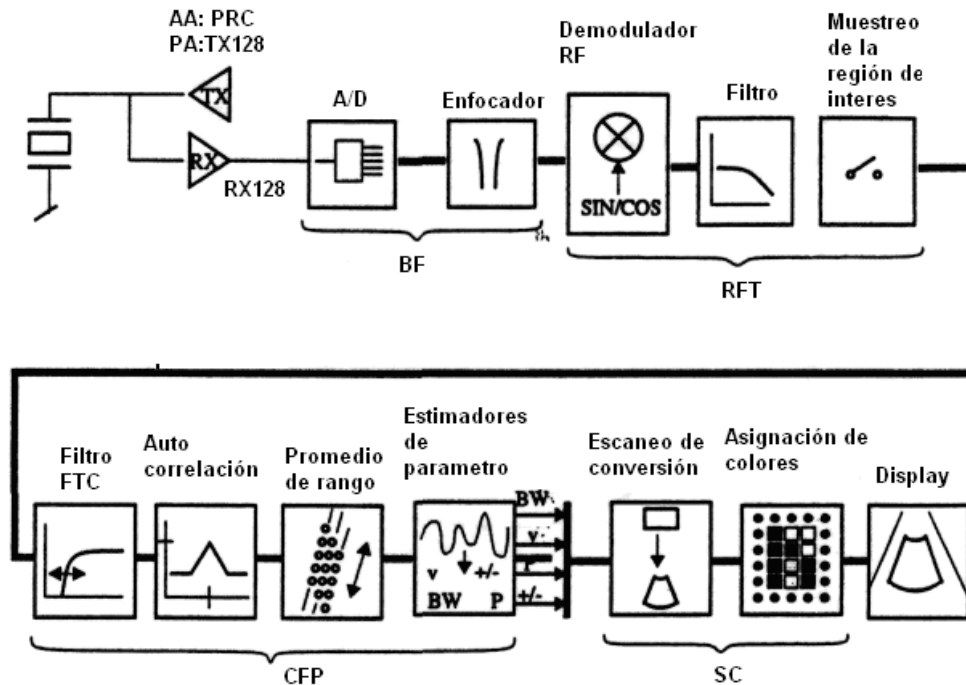 AA: PRC
PA:TX128
TX
RX
RX128
A/D
Enfocador
BF
Demodulador
RF
SIN/COS
Filtro
Muestreo
de la
región de
interes
RFT
Filtro
FTC
Auto
correlación
Promedio
de rango
Estimadores
de
parametro
v
+/-
BW
P
BW
v
+/-
CFP
Escaneo de
conversión
Asignación de
colores
SC
Display